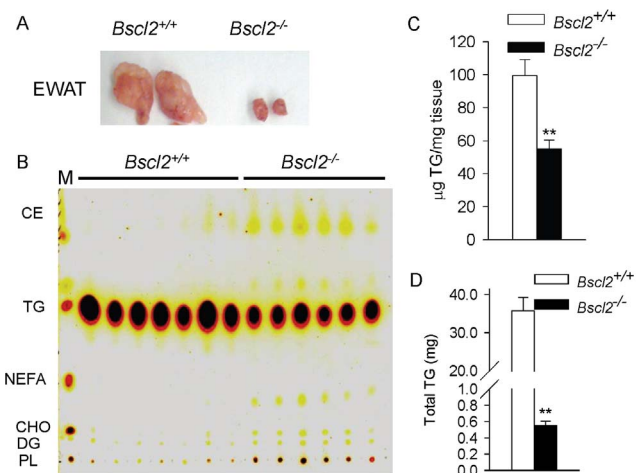 A
Bscl2+/+
Bscl2-/-
EWAT
B
Bscl2+/+
Bscl2-/-
M
CE
TG
NEFA
CHO
DG
PL
C
Bscl2+/+
Bscl2-/-
120
100
80
60
40
20
0
µg TG/mg tissue
**
D
Bscl2+/+
Bscl2-/-
40.0
30.0
20.0
1.0
0.8
0.6
0.4
0.2
0.0
Total TG (mg)
**